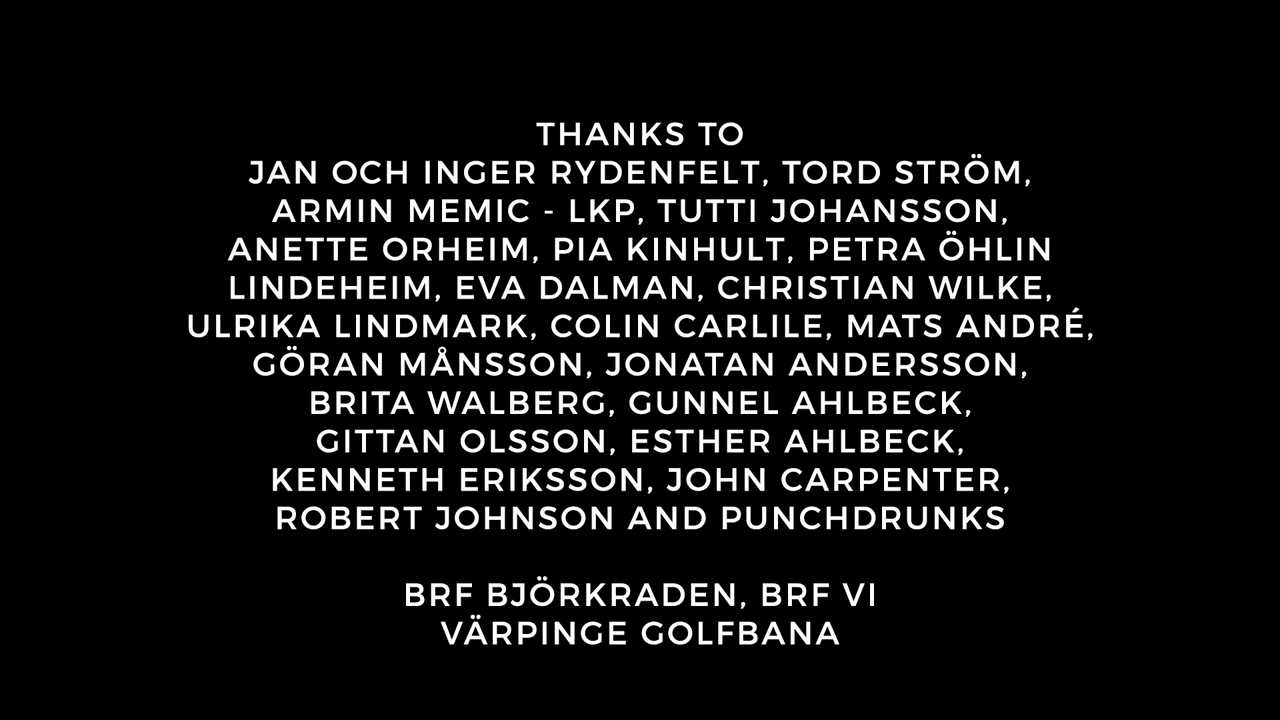 THANKS TO
JAN OCH INGER RYDENFELT, TORD STRÖM,
ARMIN MEMIC - LKP, TUTTI JOHANSSON,
ANETTE ORHEIM, PIA KINHULT, PETRA ÖHLIN
LINDEHEIM, EVA DALMAN, CHRISTIAN WILKE,
ULRIKA LINDMARK, COLIN CARLILE, MATS ANDRÉ,
GÖRAN MÅNSSON, JONATAN ANDERSSON,
BRITA WALBERG, GUNNEL AHLBECK,
GITTAN OLSSON, ESTHER AHLBECK,
KENNETH ERIKSSON, JOHN CARPENTER,
ROBERT JOHNSON AND PUNCHDRUNKS
BRF BJÖRKRADEN, BRF VI
VÄRPINGE GOLFBANA